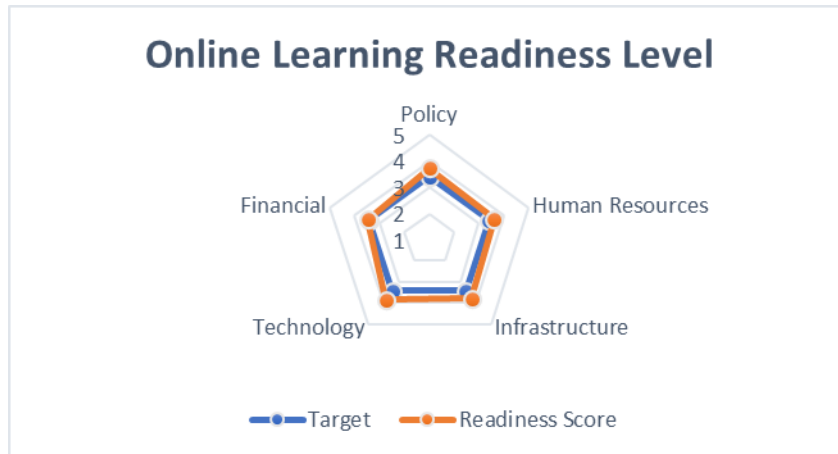 Online Learning Readiness Level
Policy
5
4
3
2
1
Financial
Human Resources
Technology
Infrastructure
Target
Readiness Score